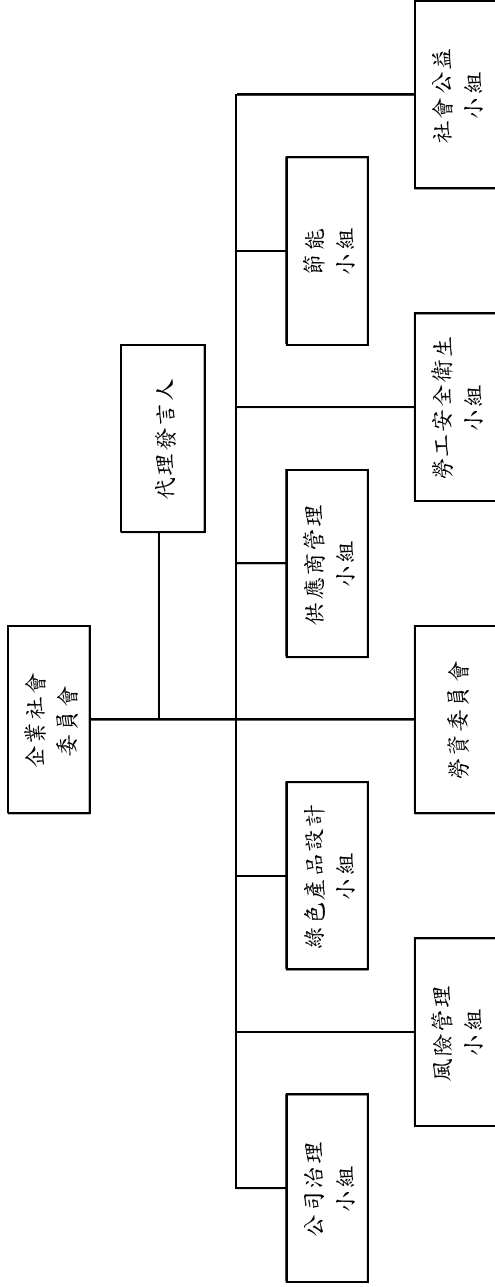 企業社會
委員會
代理發言人
公司治理
小組
風險管理
小組
綠色產品設計
小組
勞資委員會
供應商管理
小組
勞工安全衛生
小組
節能
小組
社會公益
小組